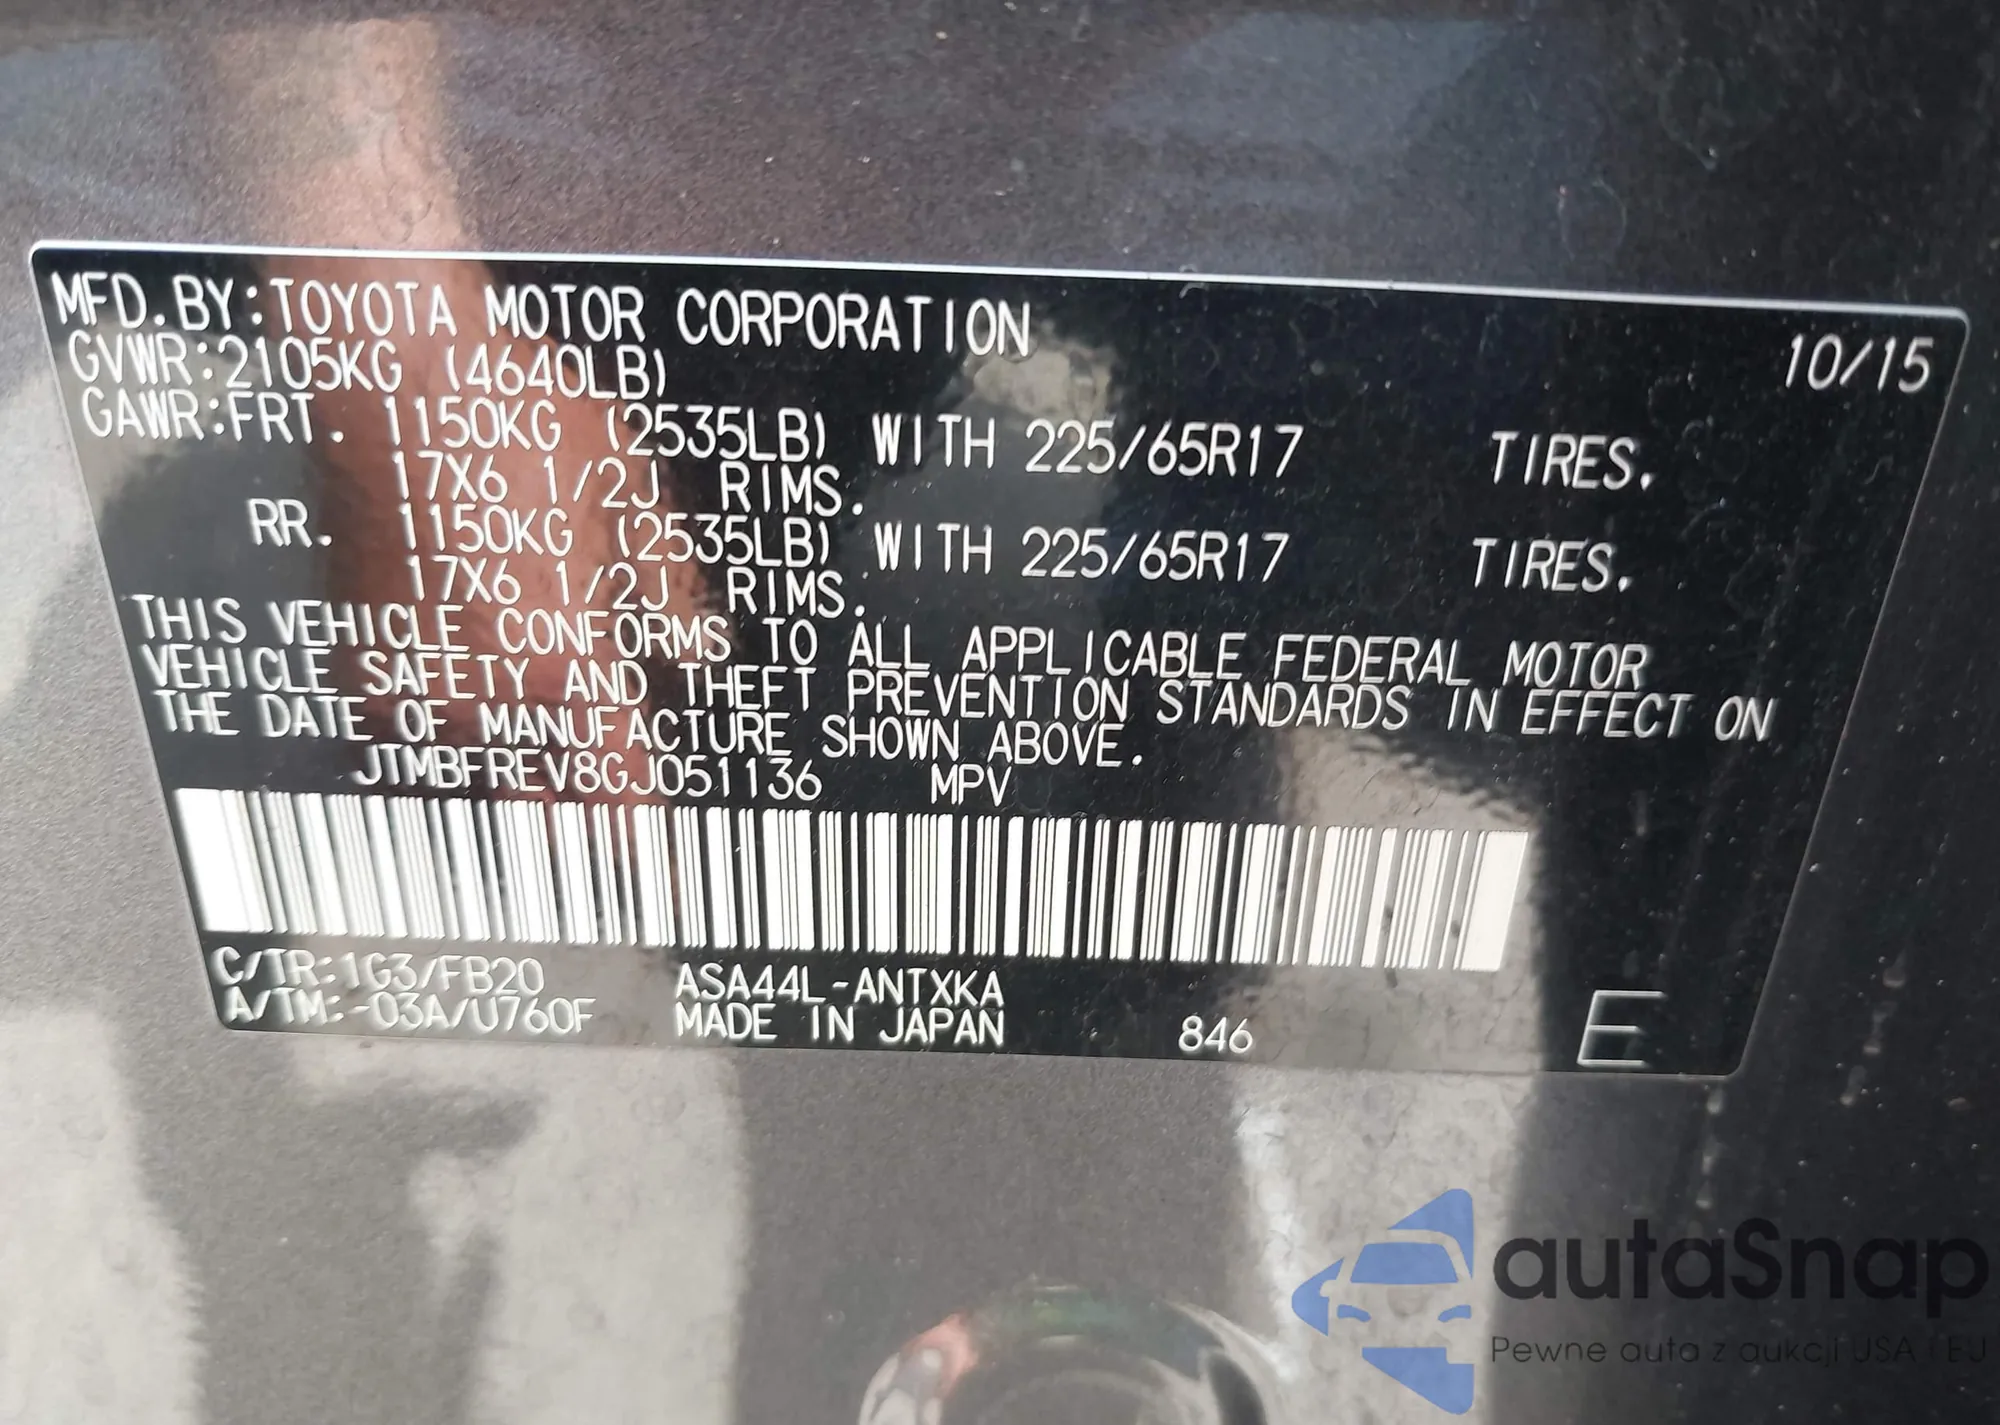 MFD.BY:TOYOTA MOTOR CORPORATION 10/15
GVWR:2105KG (4640LB)
GAWR:FRT. 1150KG (2535LB) WITH 225/65R17 TIRES.
17X6 1/2J RIMS.
RR. 1150KG (2535LB) WITH 225/65R17 TIRES.
17X6 1/2J RIMS.
THIS VEHICLE CONFORMS TO ALL APPLICABLE FEDERAL MOTOR
VEHICLE SAFETY AND THEFT PREVENTION STANDARDS IN EFFECT ON
THE DATE OF MANUFACTURE SHOWN ABOVE.
JTMBFREV8GJ051136 MPV
C/TR:1G3/FB20 ASA44L-ANTXKA
A/TM:-03A/U760F MADE IN JAPAN 846 E
autaSnap
Pewne auta z aukcji USA i EU